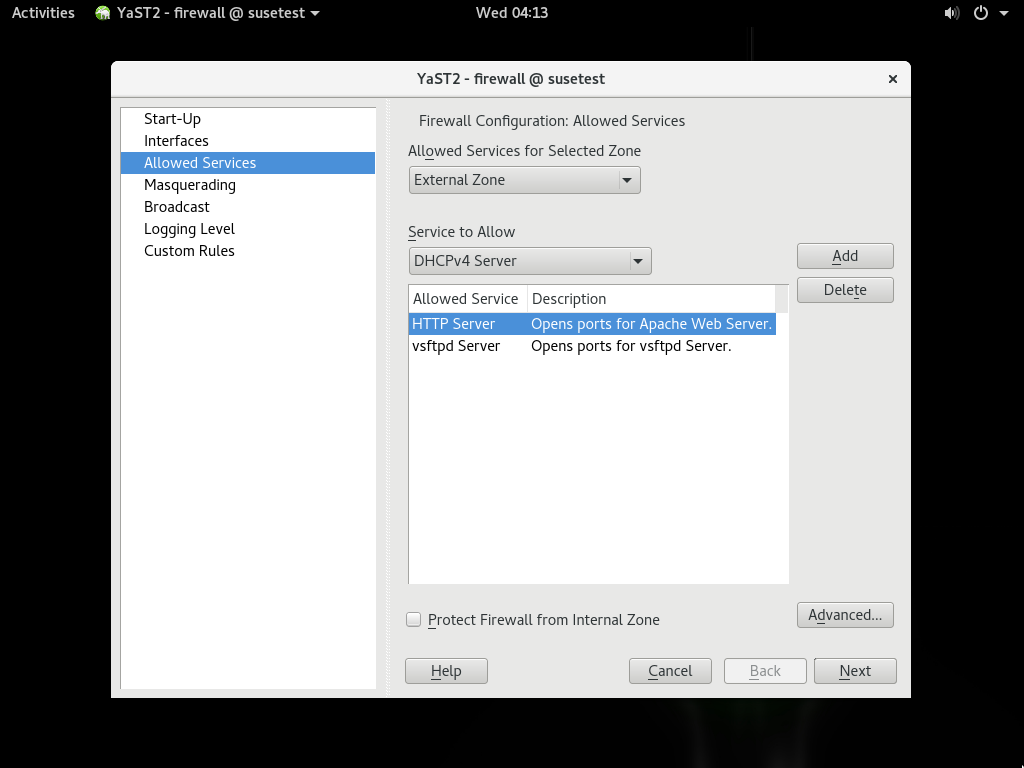 Activities YaST2 - firewall @ susetest Wed 04:13
YaST2 - firewall @ susetest
Start-Up
Interfaces
Allowed Services
Masquerading
Broadcast
Logging Level
Custom Rules
Firewall Configuration: Allowed Services
Allowed Services for Selected Zone
External Zone
Service to Allow
DHCPv4 Server
Add
Delete
Allowed Service Description
HTTP Server Opens ports for Apache Web Server.
vsftpd Server Opens ports for vsftpd Server.
Protect Firewall from Internal Zone
Advanced...
Help Cancel Back Next